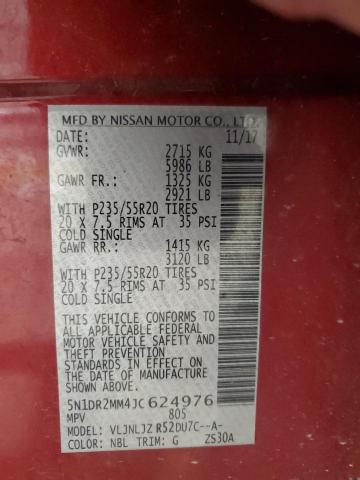 MFD BY NISSAN MOTOR CO., LTD.
DATE: 11/17
GVWR: 2715 KG
5986 LB
GAWR FR.: 1325 KG
2921 LB
WITH P235/55R20 TIRES
20 X 7.5 RIMS AT 35 PSI
COLD SINGLE
GAWR RR.: 1415 KG
3120 LB
WITH P235/55R20 TIRES
20 X 7.5 RIMS AT 35 PSI
COLD SINGLE
THIS VEHICLE CONFORMS TO
ALL APPLICABLE FEDERAL
MOTOR VEHICLE SAFETY AND
THEFT PREVENTION
STANDARDS IN EFFECT ON
THE DATE OF MANUFACTURE
SHOWN ABOVE.
5N1DR2MM4JC624976
MPV 805
MODEL: VLJNLJZ R52DU7C--A-
COLOR: NBL TRIM: G ZS30A